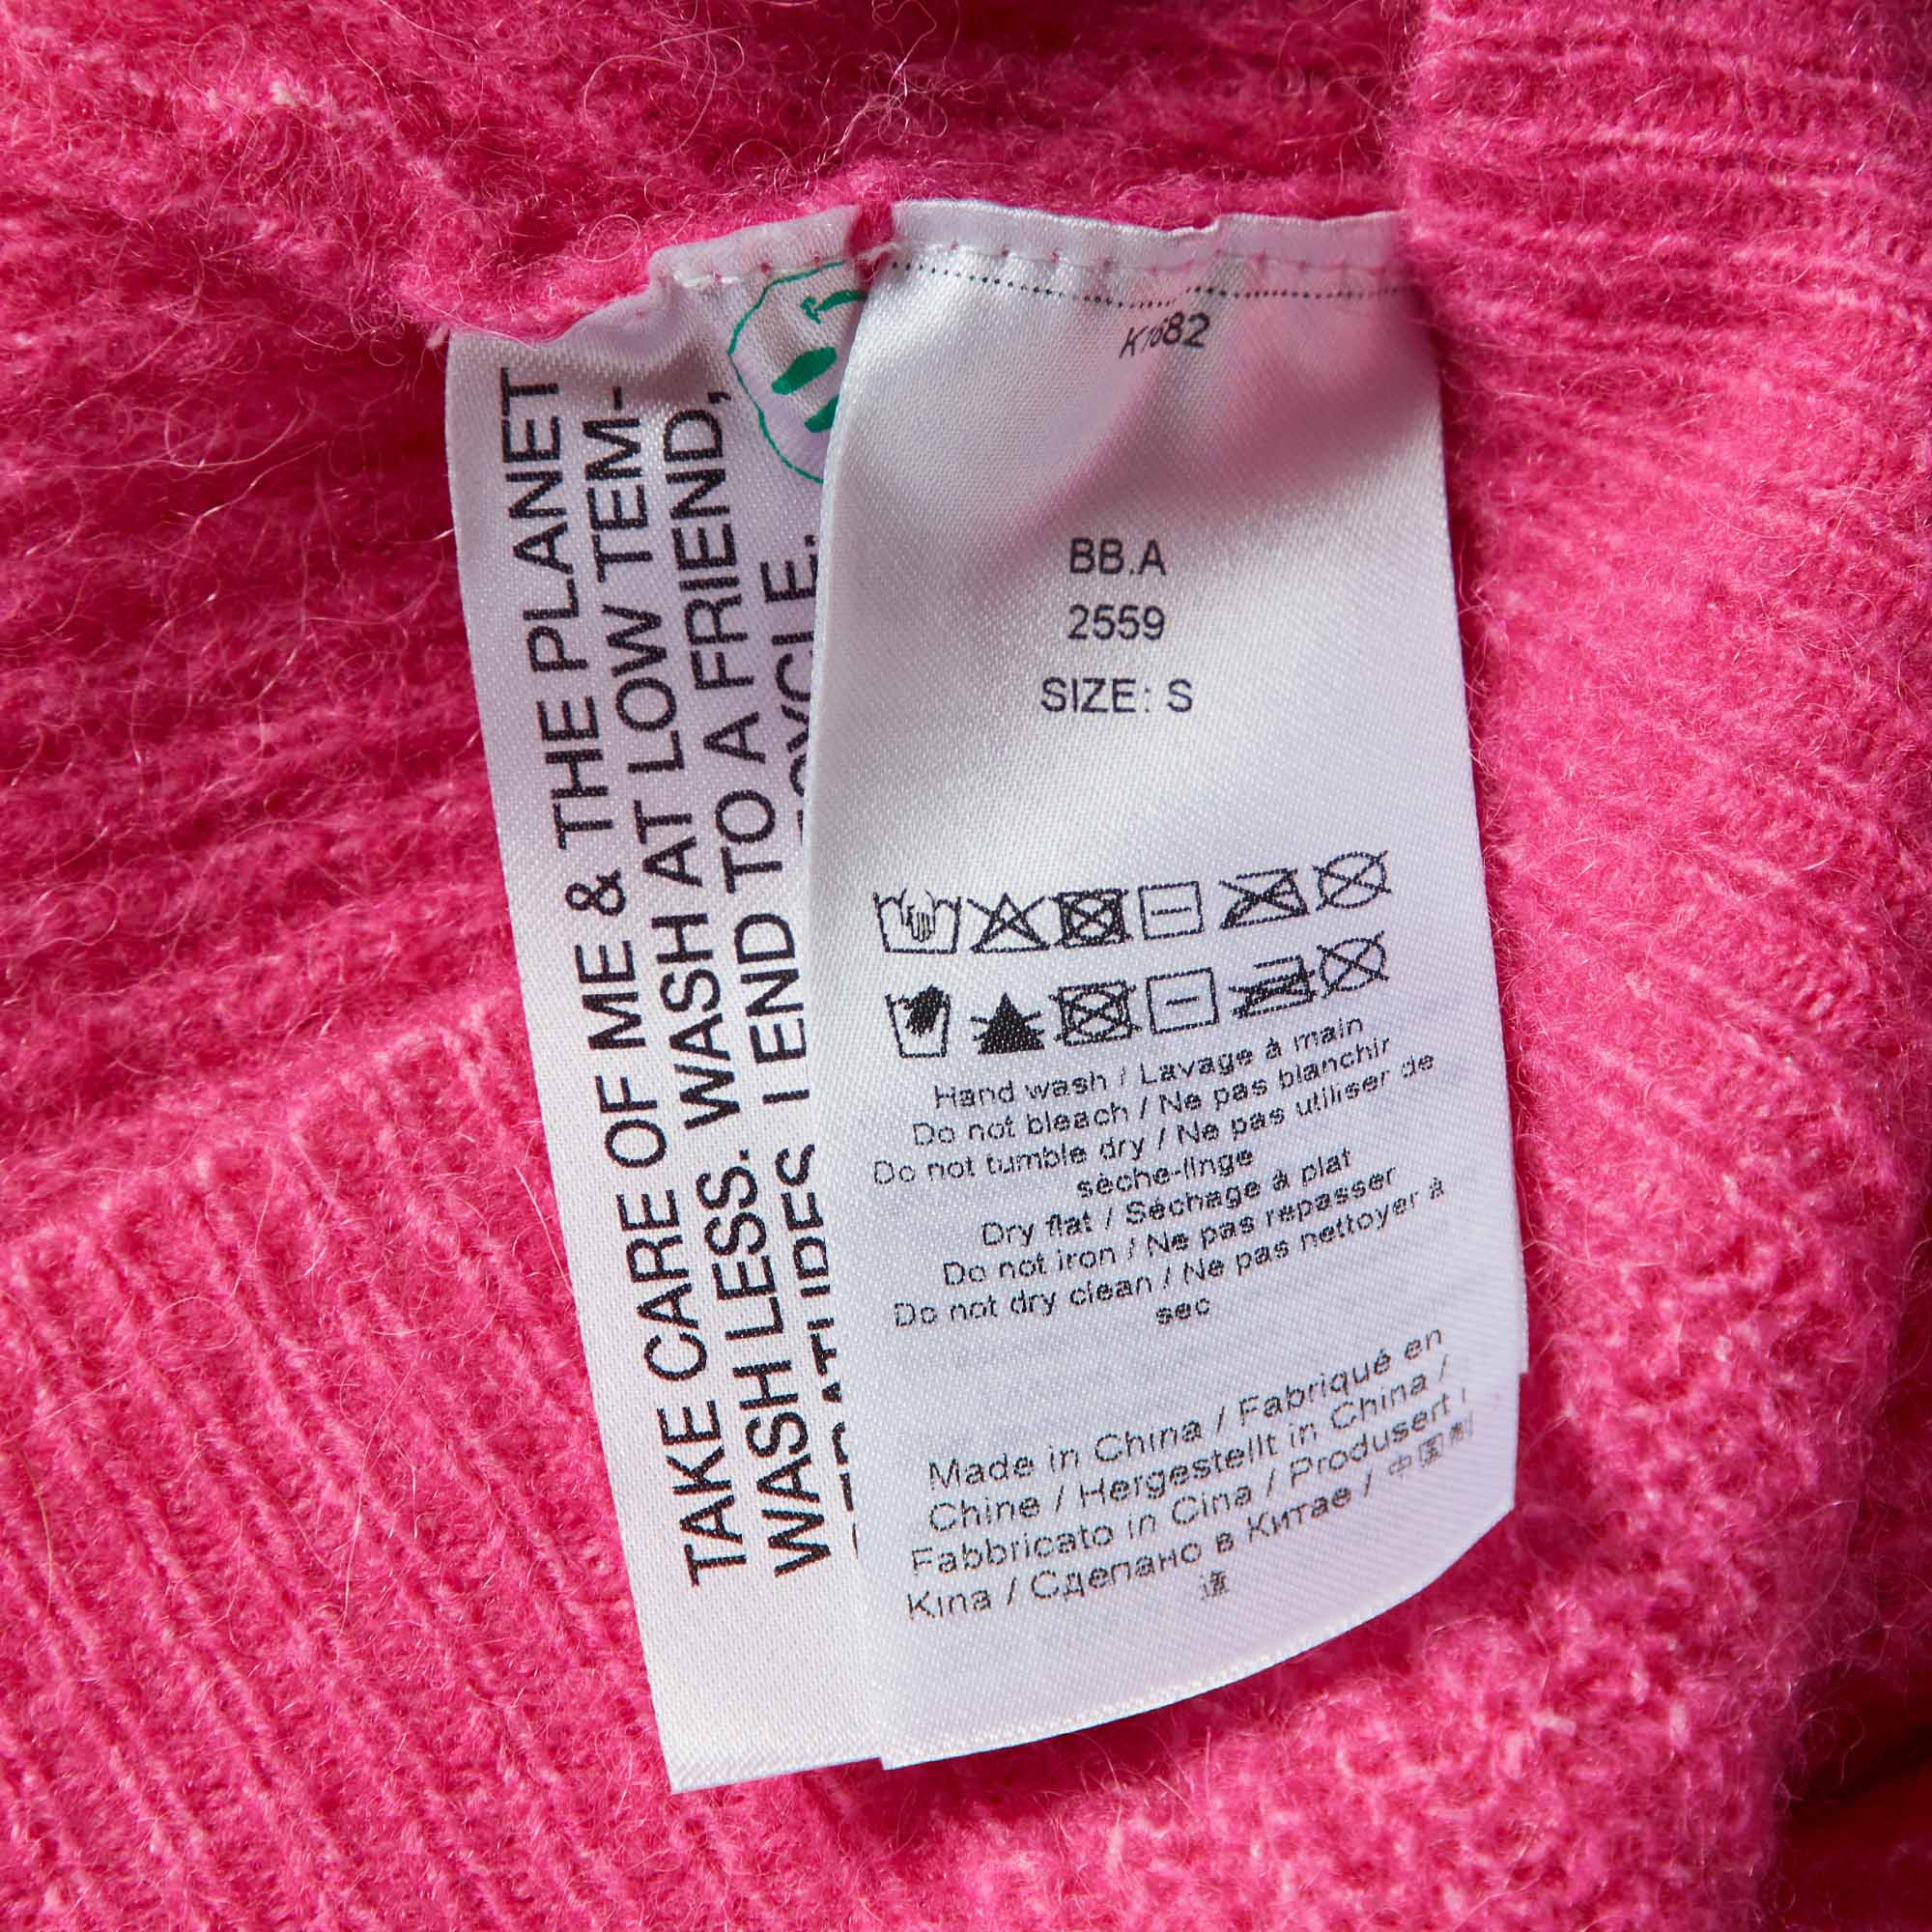 TAKE CARE OF ME & THE PLANET
WASH LESS. WASH AT LOW TEM-
LEND TO A FRIEND,
K1682
BB.A
2559
SIZE: S
Hand wash / Lavage à main
Do not bleach / Ne pas blanchir
Do not tumble dry / Ne pas utiliser de
sèche-linge
Dry flat / Séchage à plat
Do not iron / Ne pas repasser
Do not dry clean / Ne pas nettoyer à
sec
Made in China / Fabriqué en
Chine / Hergestellt in China /
Fabbricato in Cina / Produsert i
Kina / Сделано в Китае / 中国制
造